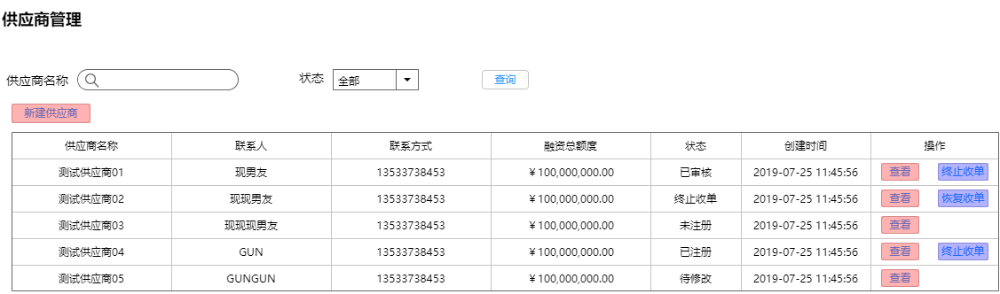 供应商管理
供应商名称 状态 全部 查询
新建供应商
供应商名称 联系人 联系方式 融资总额度 状态 创建时间 操作
测试供应商01 现男友 13533738453 ￥100,000,000.00 已审核 2019-07-25 11:45:56 查看 终止收单
测试供应商02 现现男友 13533738453 ￥100,000,000.00 终止收单 2019-07-25 11:45:56 查看 恢复收单
测试供应商03 现现现男友 13533738453 ￥100,000,000.00 未注册 2019-07-25 11:45:56 查看
测试供应商04 GUN 13533738453 ￥100,000,000.00 已注册 2019-07-25 11:45:56 查看 终止收单
测试供应商05 GUNGUN 13533738453 ￥100,000,000.00 待修改 2019-07-25 11:45:56 查看